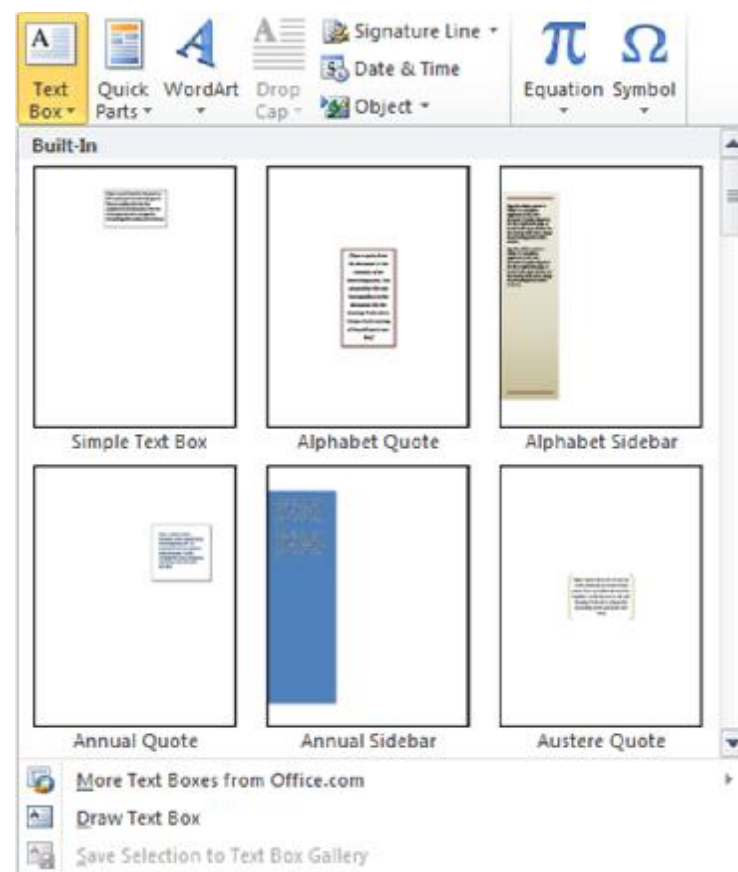 Signature Line
Date & Time
Object
Text Box
Quick Parts
WordArt
Drop Cap
Equation
Symbol
Built-In
Simple Text Box
Alphabet Quote
Alphabet Sidebar
Annual Quote
Annual Sidebar
Austere Quote
More Text Boxes from Office.com
Draw Text Box
Save Selection to Text Box Gallery